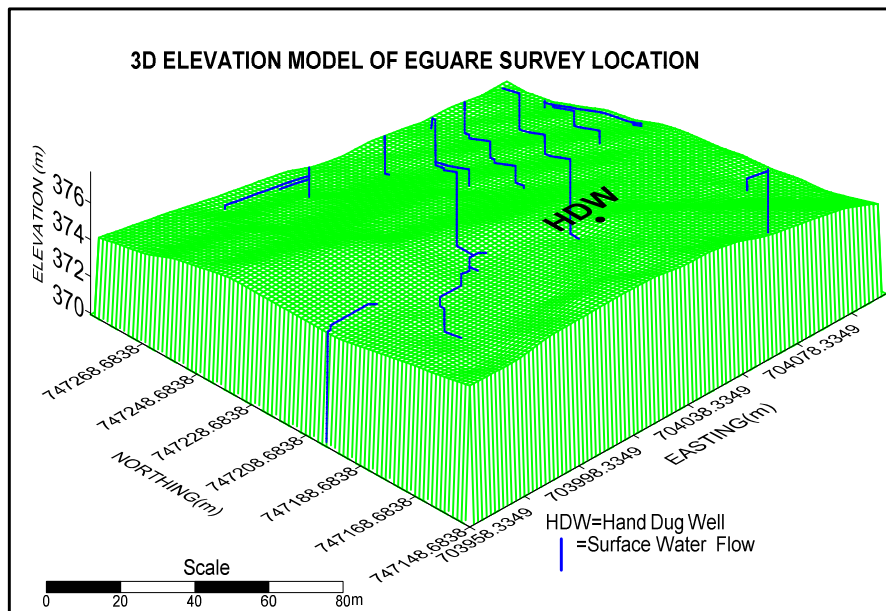 3D ELEVATION MODEL OF EGUARE SURVEY LOCATION
ELEVATION (m)
376
374
372
370
HDW
747268.6838
747248.6838
747228.6838
747208.6838
747188.6838
747168.6838
747148.6838
NORTHING(m)
703958.3349
703998.3349
704038.3349
704078.3349
EASTING(m)
HDW=Hand Dug Well
=Surface Water Flow
Scale
0 20 40 60 80m